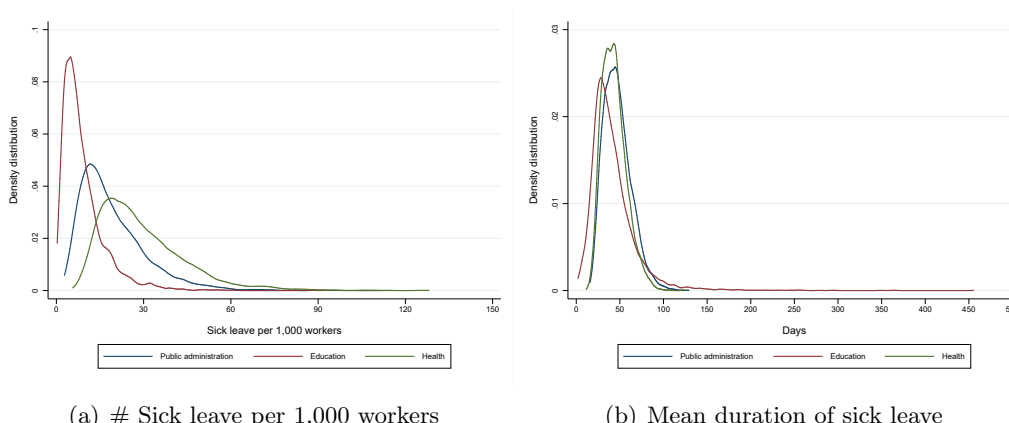 .1
.03
.08
.02
.06
.04
.01
.02
0
0
Density distribution
Density distribution
0 30 60 90 120 150
0 50 100 150 200 250 300 350 400 450
Sick leave per 1,000 workers
Days
Public administration Education Health
Public administration Education Health
(a) # Sick leave per 1,000 workers
(b) Mean duration of sick leave